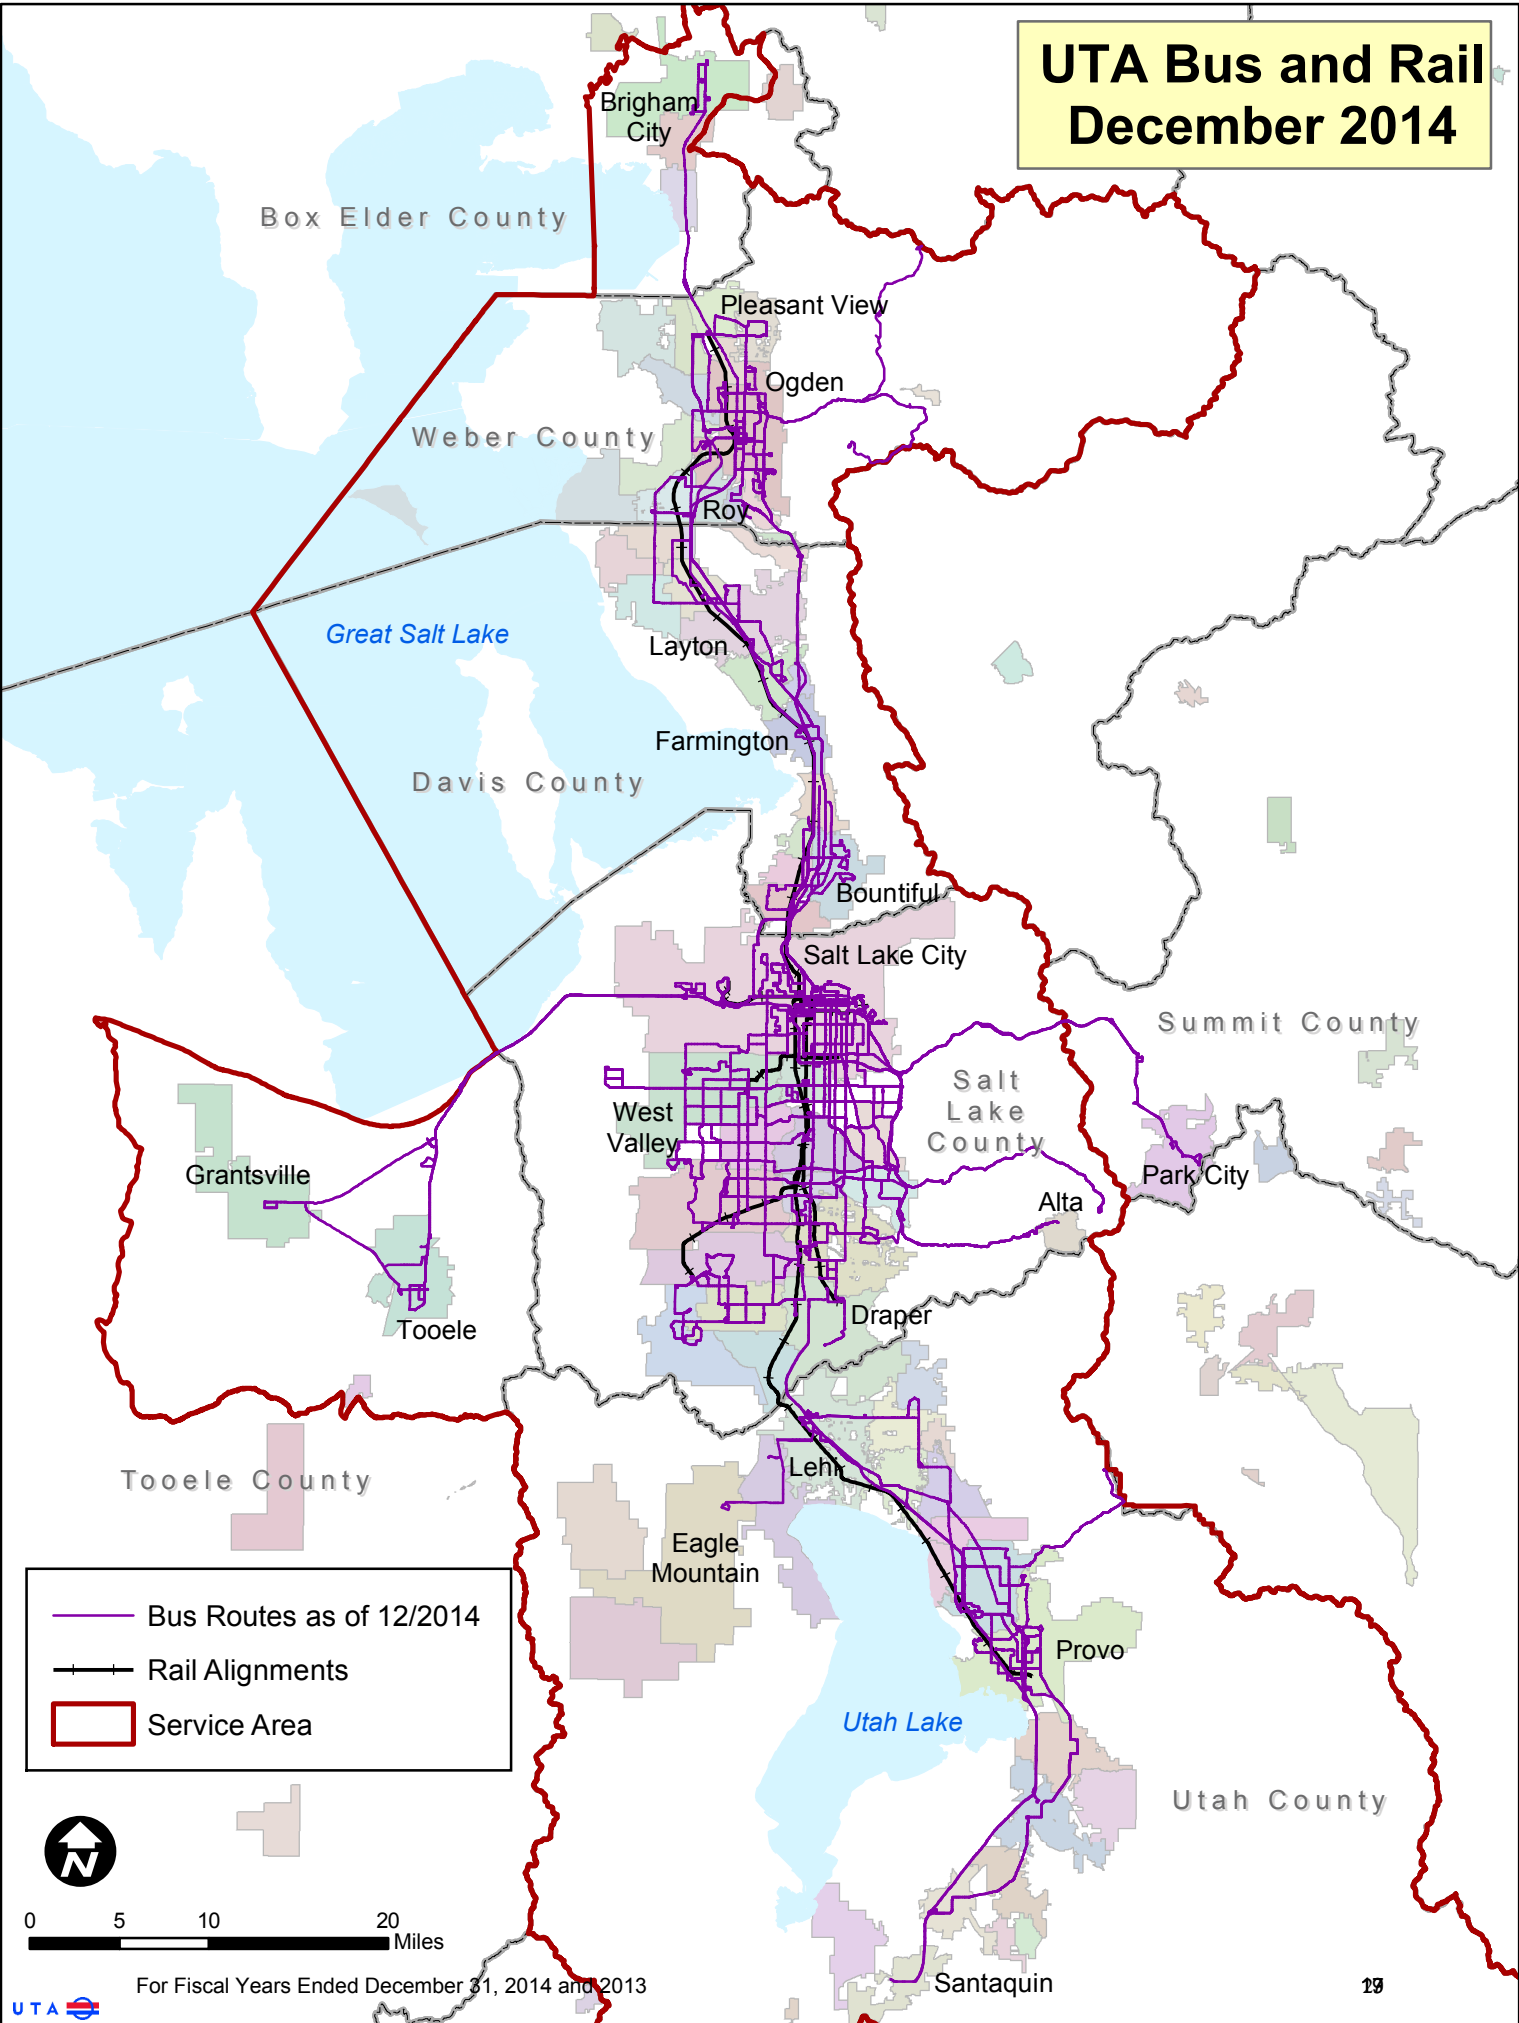 UTA Bus and Rail
December 2014
Brigham
City
Box Elder County
Pleasant View
Ogden
Weber County
Roy
Great Salt Lake
Layton
Farmington
Davis County
Bountiful
Salt Lake City
Summit County
Salt
Lake
County
West
Valley
Grantsville
Park City
Alta
Tooele
Draper
Lehi
Tooele County
Eagle
Mountain
Bus Routes as of 12/2014
Rail Alignments
Service Area
Provo
Utah Lake
Utah County
N
0 5 10 20
Miles
Santaquin
For Fiscal Years Ended December 31, 2014 and 2013
UTA